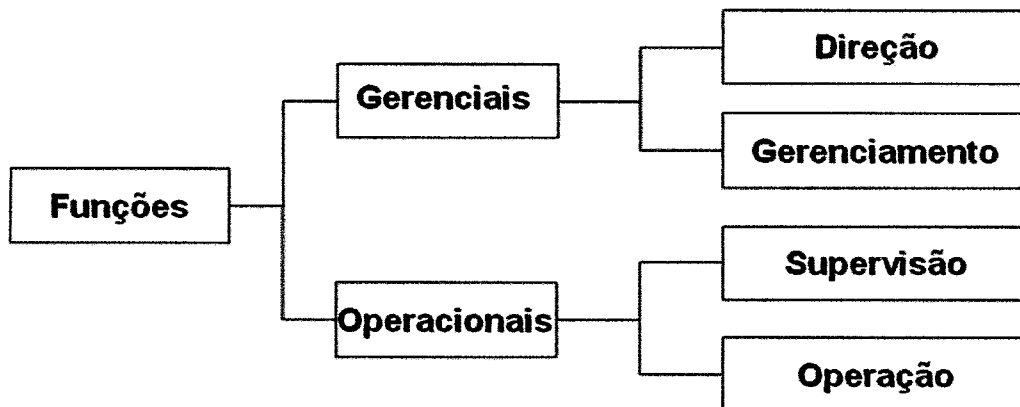 Funções
Gerenciais
Direção
Gerenciamento
Operacionais
Supervisão
Operação